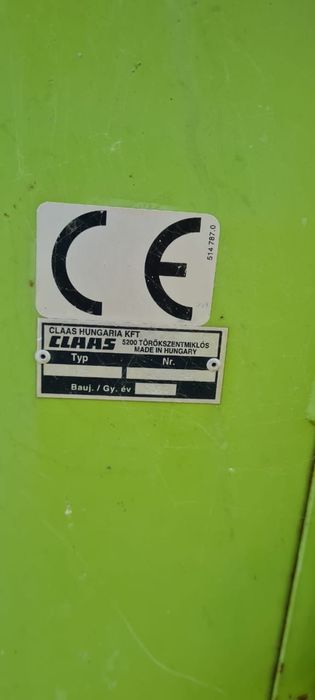 CE
514 787.0
CLAAS HUNGARIA KFT
CLAAS 5200 TÖRÖKSZENTMIKLÓS
MADE IN HUNGARY
Typ Nr.
Bauj. / Gy. év